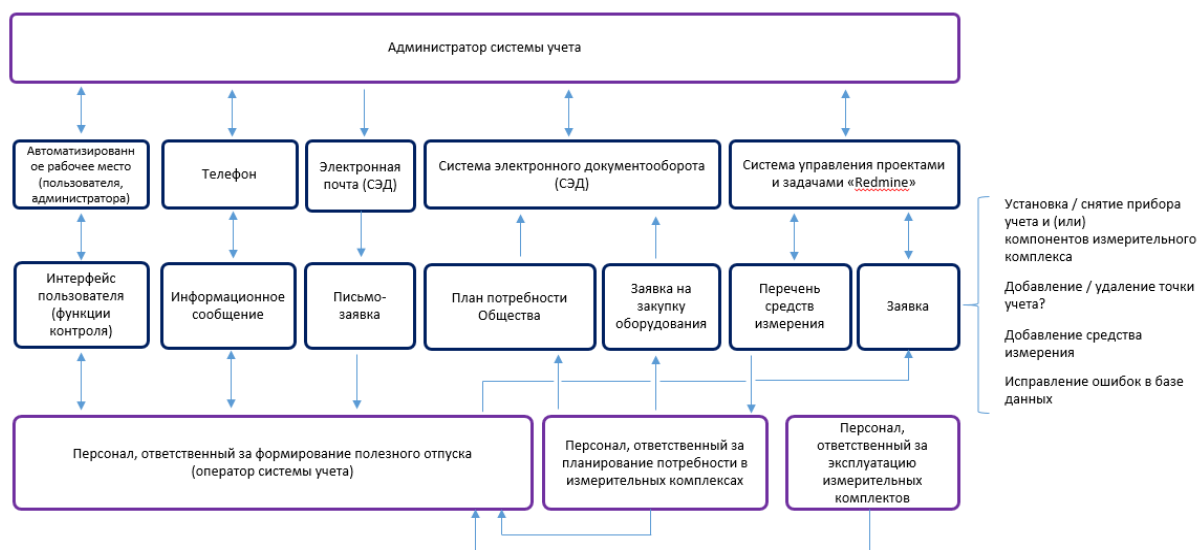 Администратор системы учета
Автоматизированн
ое рабочее место
(пользователя,
администратора)
Телефон
Электронная
почта (СЭД)
Система электронного документооборота
(СЭД)
Система управления проектами
и задачами «Redmine»
Интерфейс
пользователя
(функции
контроля)
Информационное
сообщение
Письмо-
заявка
План потребности
Общества
Заявка на
закупку
оборудования
Перечень
средств
измерения
Заявка
Установка / снятие прибора
учета и (или)
компонентов измерительного
комплекса
Добавление / удаление точки
учета?
Добавление средства
измерения
Исправление ошибок в базе
данных
Персонал, ответственный за формирование полезного отпуска
(оператор системы учета)
Персонал, ответственный за
планирование потребности в
измерительных комплексах
Персонал,
ответственный за
эксплуатацию
измерительных
комплектов